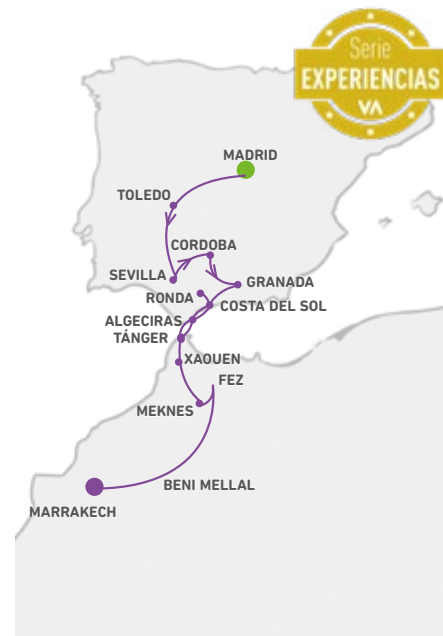 Serie
EXPERIENCIAS
VA
MADRID
TOLEDO
CORDOBA
SEVILLA
GRANADA
RONDA
COSTA DEL SOL
ALGECIRAS
TÁNGER
XAOUEN
FEZ
MEKNES
BENI MELLAL
MARRAKECH